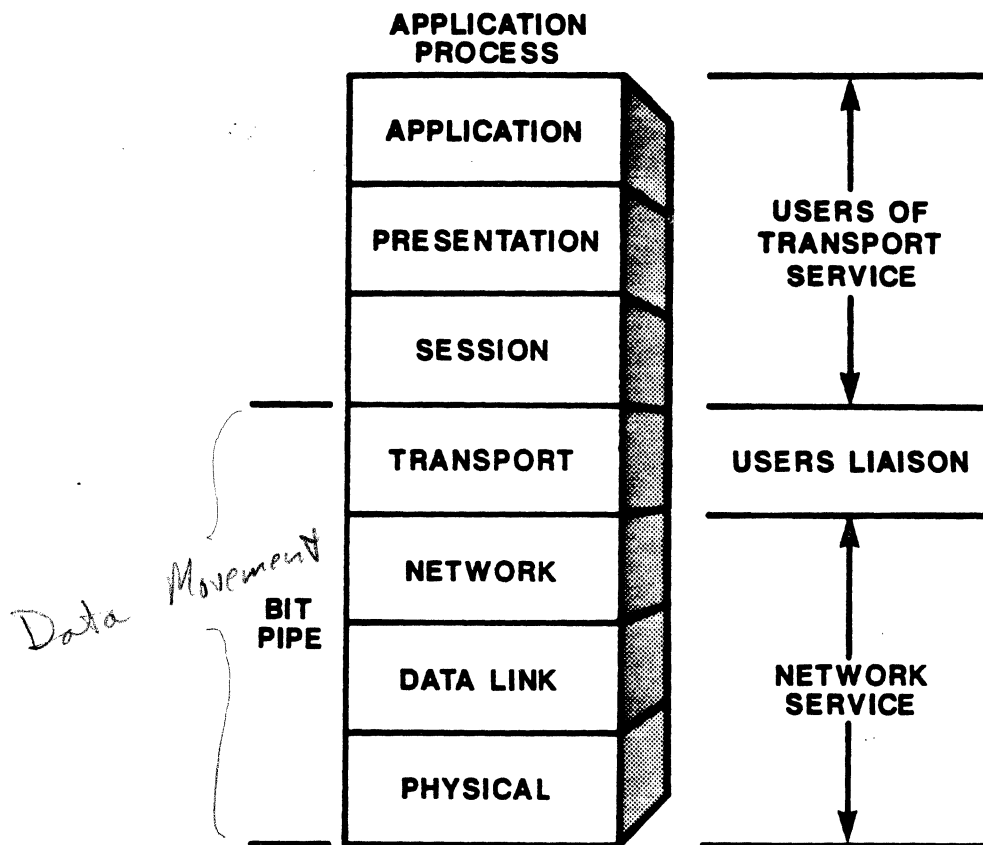 APPLICATION
PROCESS
APPLICATION
PRESENTATION
SESSION
TRANSPORT
NETWORK
DATA LINK
PHYSICAL
USERS OF
TRANSPORT
SERVICE
USERS LIAISON
NETWORK
SERVICE
BIT
PIPE
Data Movement